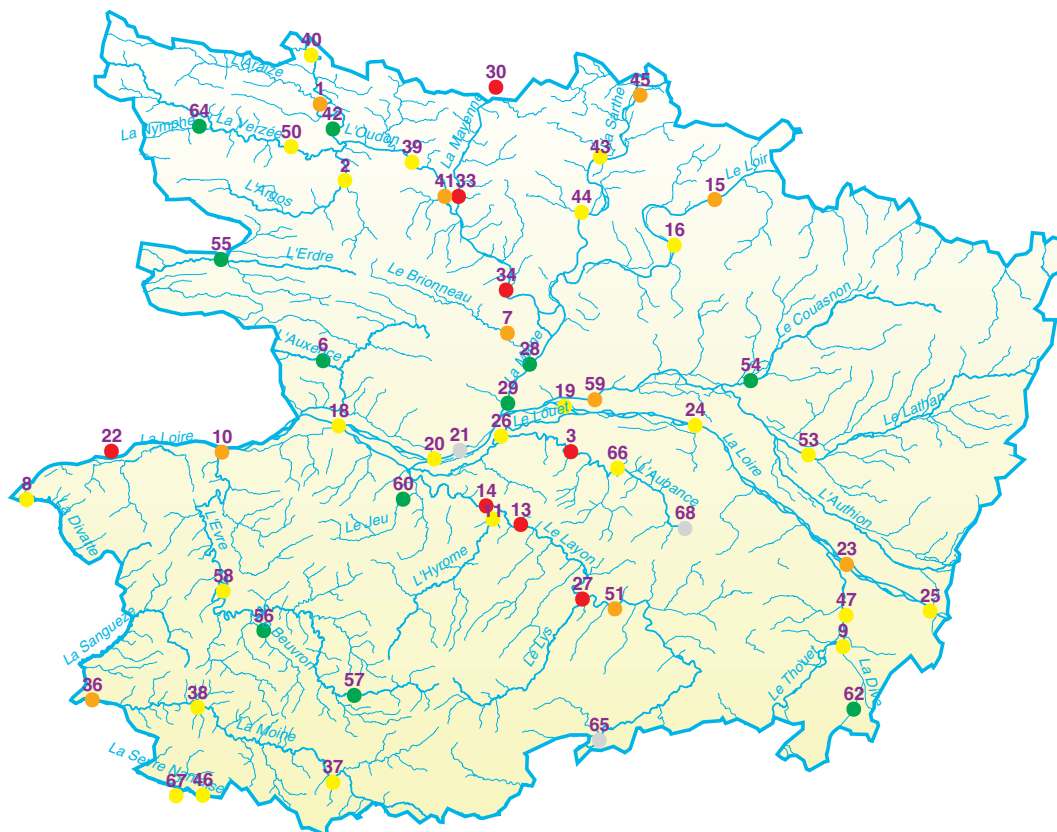 40
L'Araize
30
45
1
42
64
La Nymphe
La Verzée
50
L'Oudon
La Mayenne
La Sarthe
39
43
2
41
33
44
15
Le Loir
L'Argos
16
55
L'Erdre
Le Brionneau
34
7
Le Couasnon
L'Auxence
6
28
La Maine
54
29
19
59
18
Le Louet
24
Le Lathan
22
La Loire
10
26
20
21
3
66
L'Aubance
La Loire
53
8
La Divatte
60
14
11
13
68
L'Authion
L'Evre
Le Jeu
Le Layon
L'Hyrome
23
58
27
51
25
47
56
Beuvron
La Sanguèze
Le Lys
9
Le Thouet
La Dive
57
62
36
38
La Moine
65
La Sèvre Nantaise
37
67
46